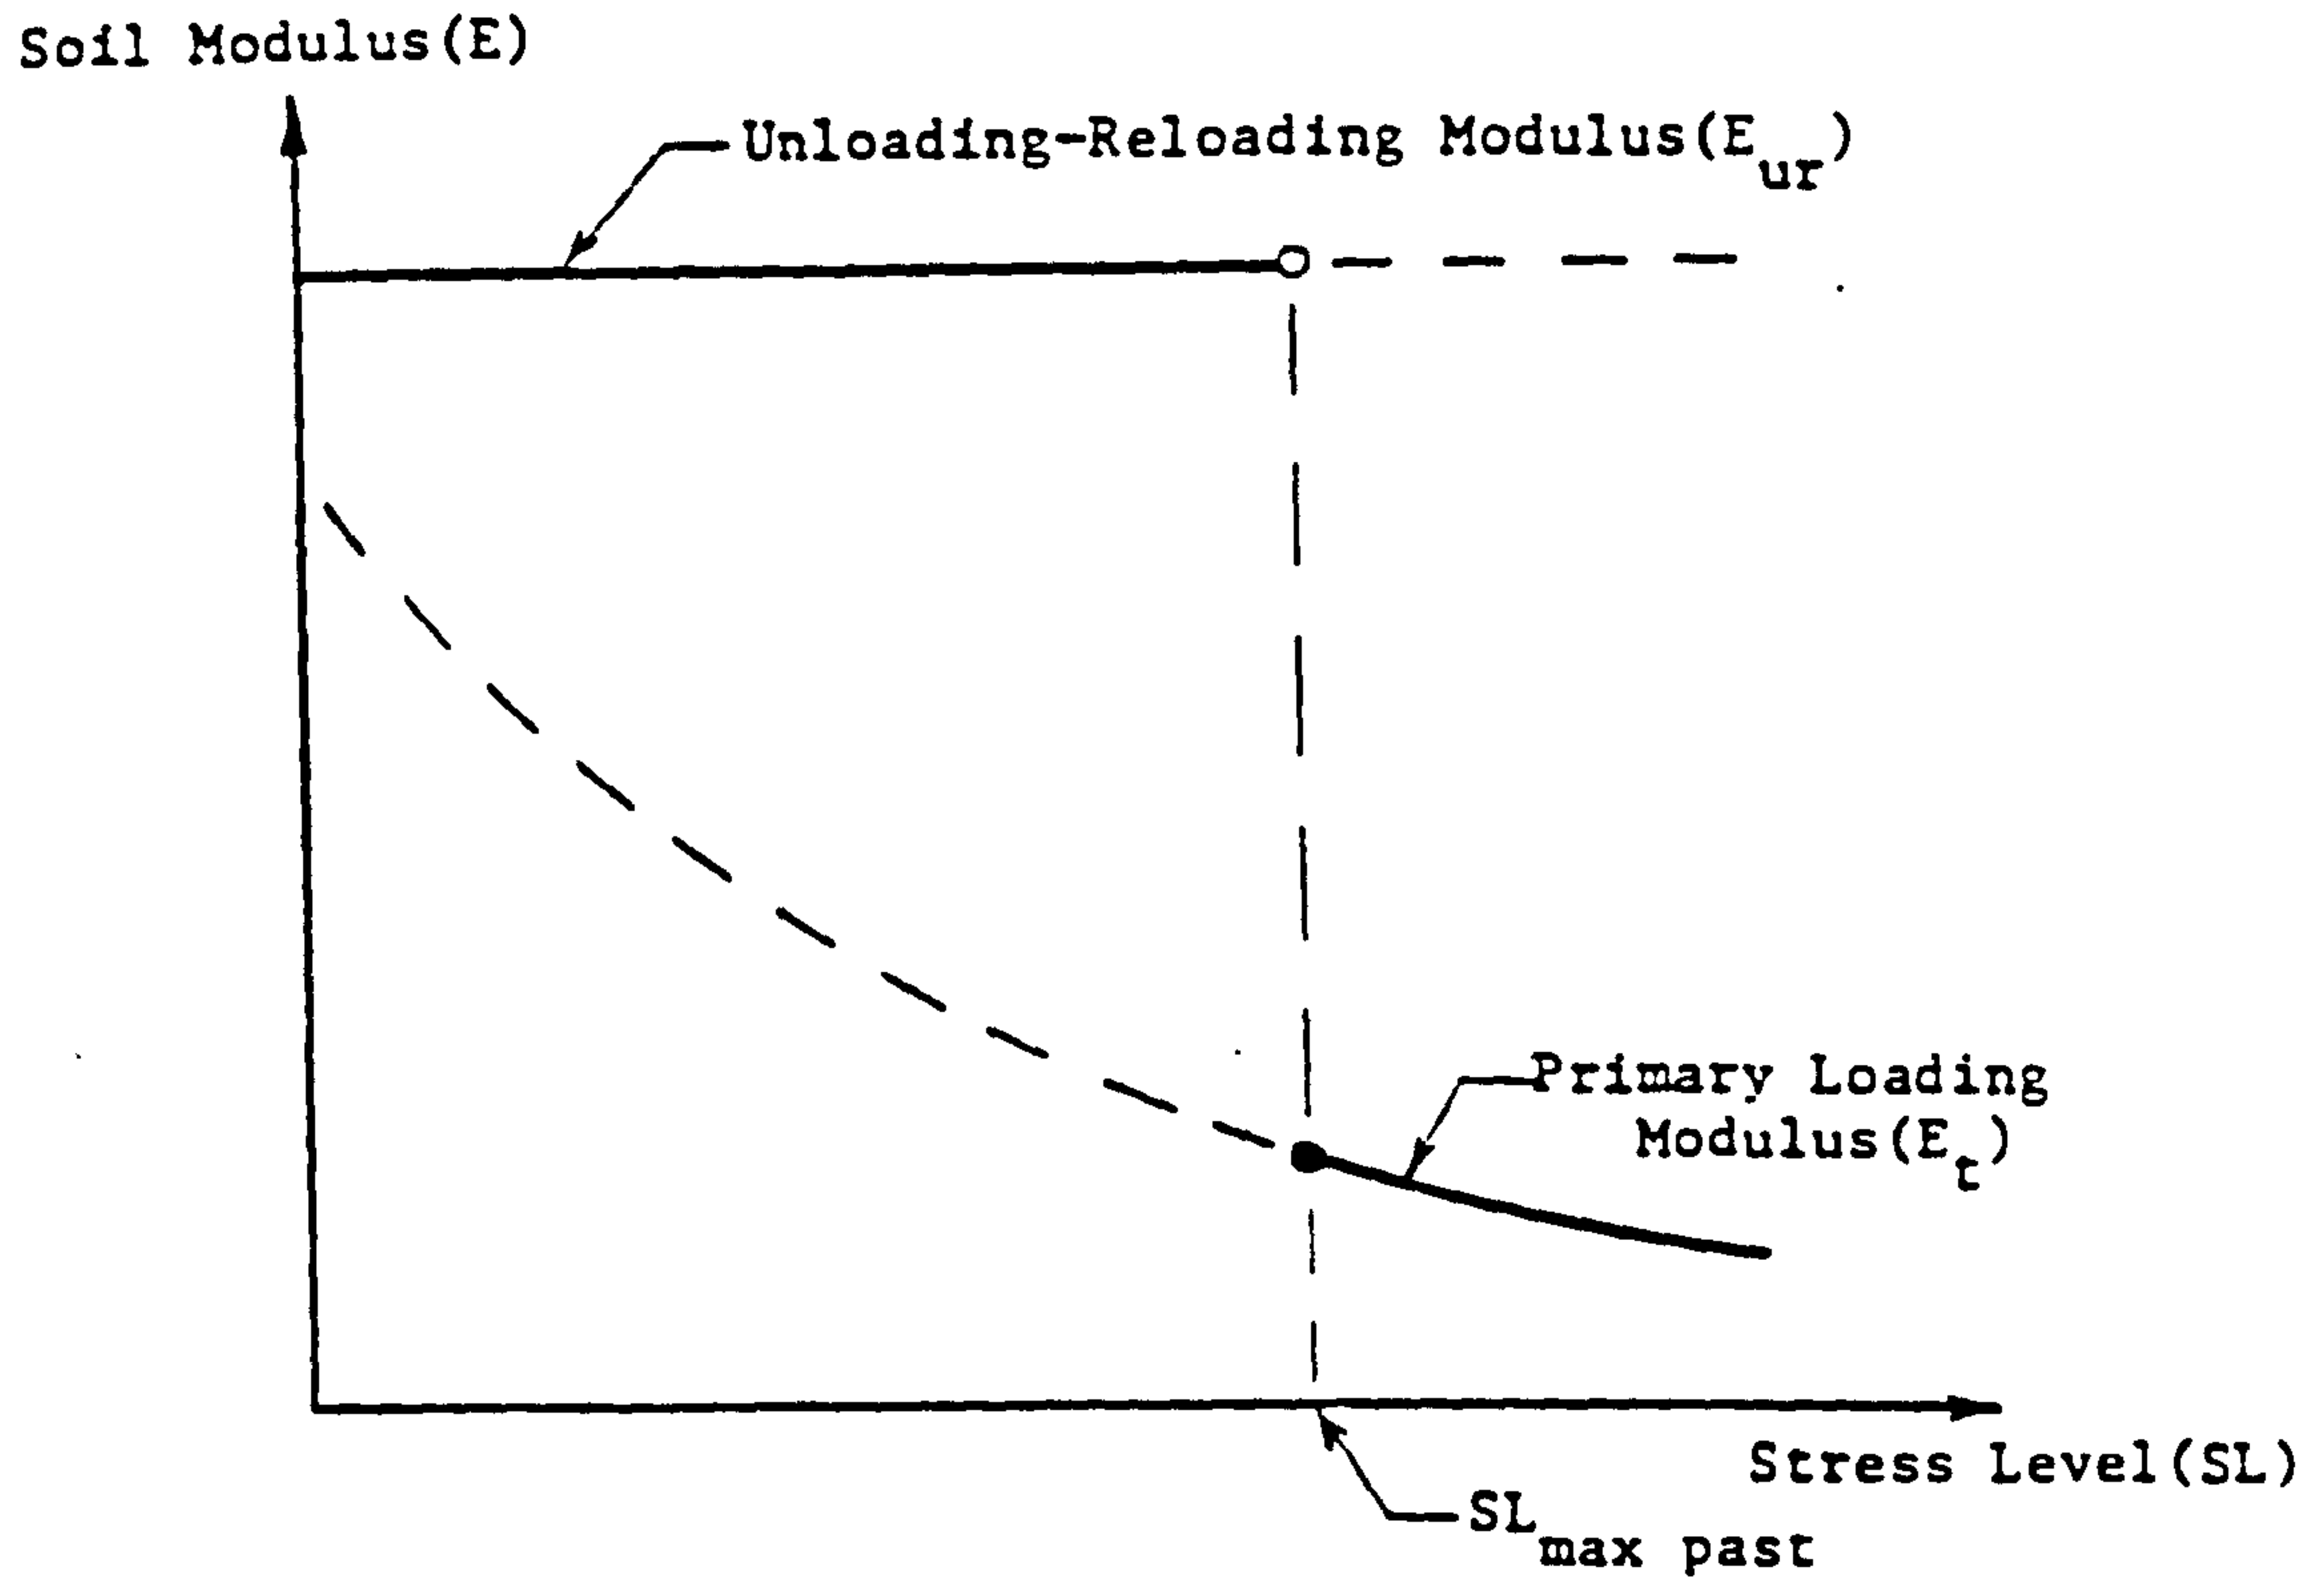 Soil Modulus(E)
Unloading-Reloading Modulus(Eur)
Primary Loading
Modulus(Et)
Stress Level(SL)
SLmax past